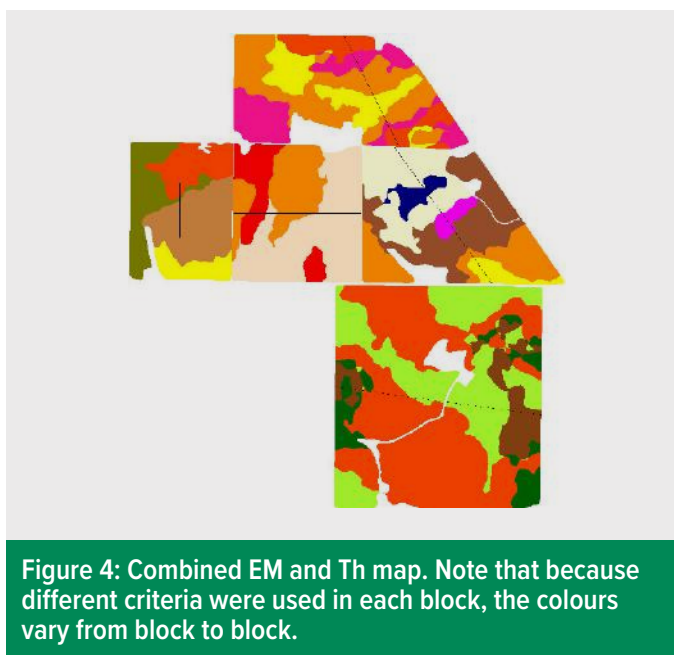 Figure 4: Combined EM and Th map. Note that because
different criteria were used in each block, the colours
vary from block to block.